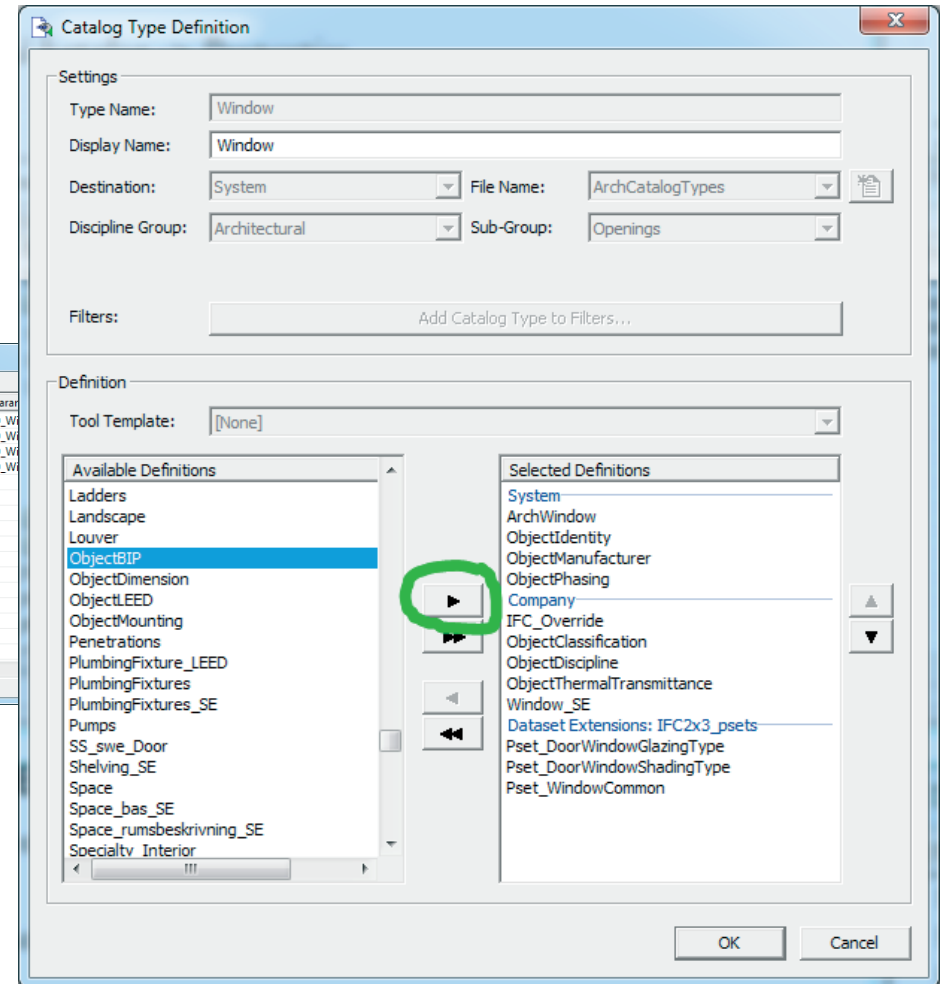 Catalog Type Definition
Settings
Type Name: Window
Display Name: Window
Destination: System File Name: ArchCatalogTypes
Discipline Group: Architectural Sub-Group: Openings
Filters: Add Catalog Type to Filters...
Definition
Tool Template: [None]
Available Definitions
Ladders
Landscape
Louver
ObjectBIP
ObjectDimension
ObjectLEED
ObjectMounting
Penetrations
PlumbingFixture_LEED
PlumbingFixtures
PlumbingFixtures_SE
Pumps
SS_swe_Door
Shelving_SE
Space
Space_bas_SE
Space_rumsbeskrivning_SE
Specialty_Interior
Selected Definitions
System
ArchWindow
ObjectIdentity
ObjectManufacturer
ObjectPhasing
Company
IFC_Override
ObjectClassification
ObjectDiscipline
ObjectThermalTransmittance
Window_SE
Dataset Extensions: IFC2x3_psets
Pset_DoorWindowGlazingType
Pset_DoorWindowShadingType
Pset_WindowCommon
OK Cancel